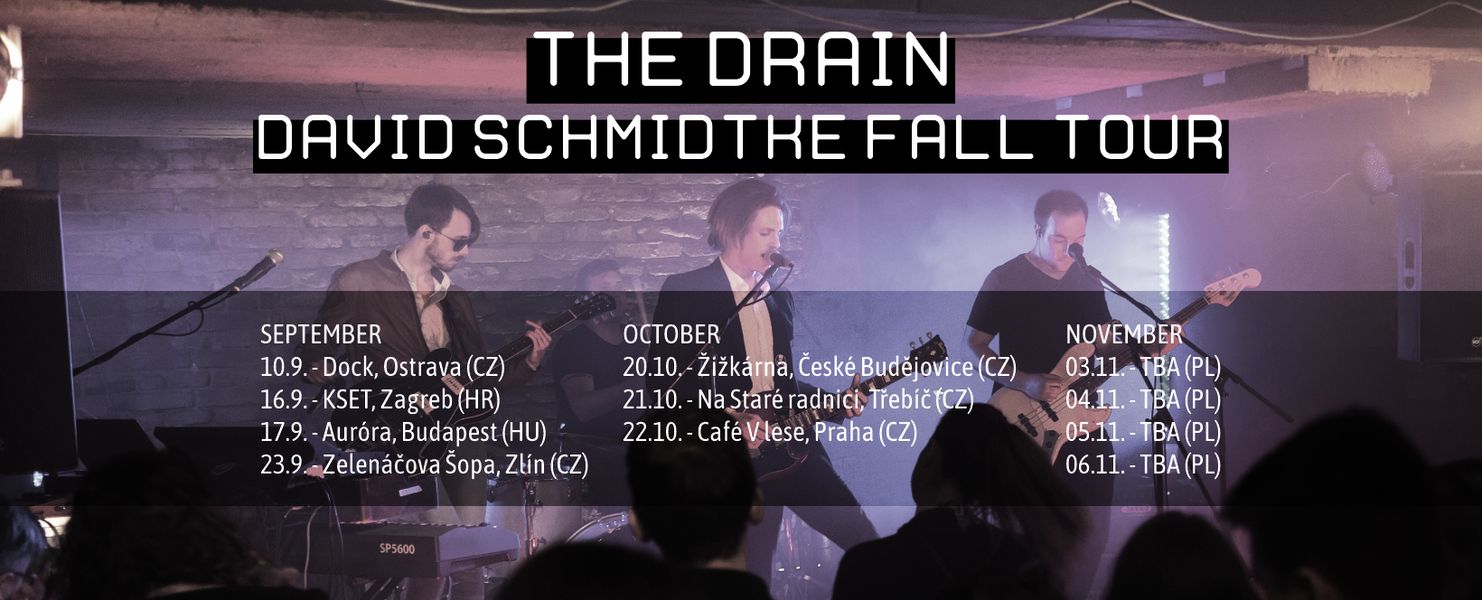 THE DRAIN
DAVID SCHMIDTKE FALL TOUR
SEPTEMBER
10.9. - Dock, Ostrava (CZ)
16.9. - KSET, Zagreb (HR)
17.9. - Auróra, Budapest (HU)
23.9. - Zelenáčova Šopa, Zlín (CZ)
OCTOBER
20.10. - Žižkárna, České Budějovice (CZ)
21.10. - Na Staré radnici, Třebíč (CZ)
22.10. - Café V lese, Praha (CZ)
NOVEMBER
03.11. - TBA (PL)
04.11. - TBA (PL)
05.11. - TBA (PL)
06.11. - TBA (PL)
SP5600